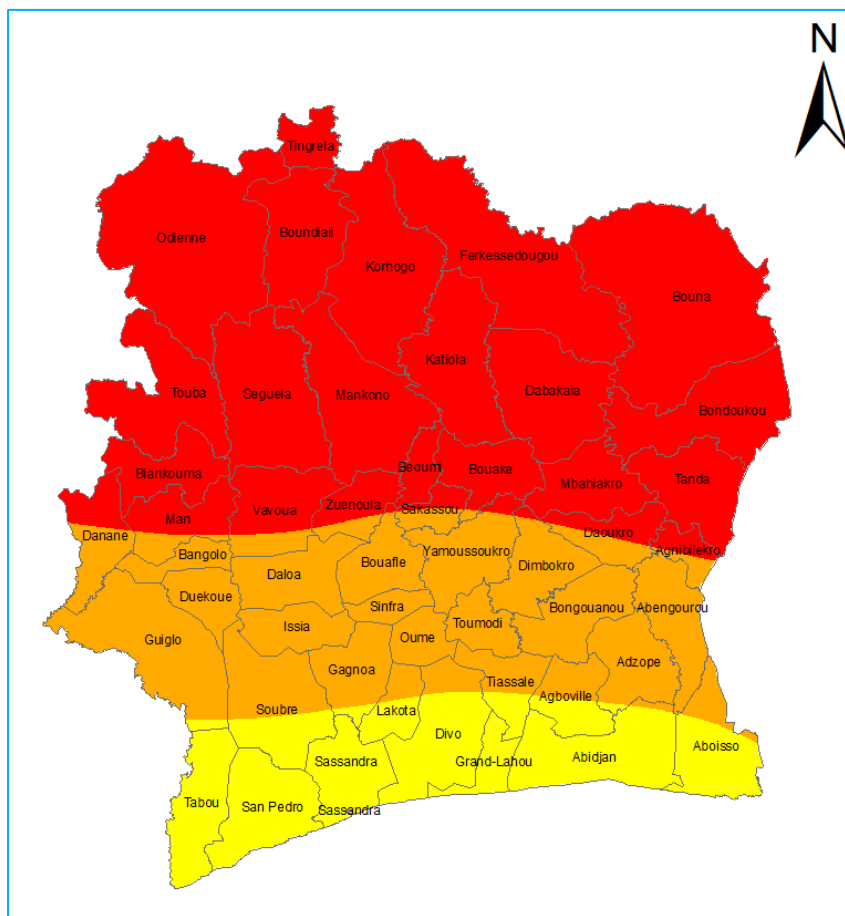 N
Tingrela
Odienne
Boundiali
Korhogo
Ferkessedougou
Bouna
Touba
Seguela
Mankono
Katiola
Dabakala
Bondoukou
Biankouma
Beoumi
Bouake
Mbahiakro
Tanda
Man
Vavoua
Zuenoula
Sakassou
Danane
Bangolo
Daoukro
Agnibilekro
Daloa
Bouafle
Yamoussoukro
Dimbokro
Duekoue
Sinfra
Bongouanou
Abengourou
Guiglo
Issia
Oume
Toumodi
Gagnoa
Adzope
Soubre
Lakota
Tiassale
Agboville
Divo
Aboisso
Sassandra
Grand-Lahou
Abidjan
Tabou
San Pedro
Sassandra